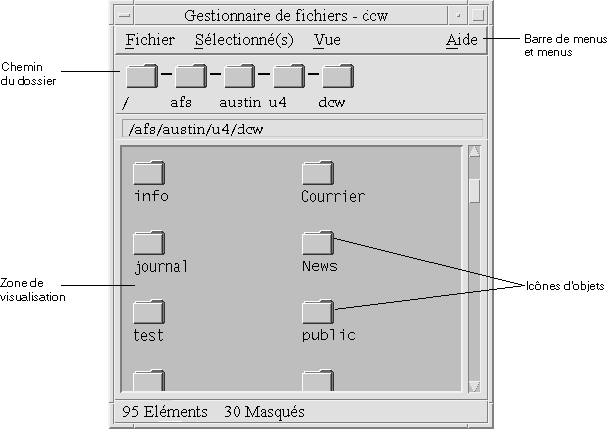 Gestionnaire de fichiers - dcw
Fichier Sélectionné(s) Vue Aide
Barre de menus
et menus
Chemin
du dossier
/ afs austin u4 dcw
/afs/austin/u4/dcw
info Courrier
journal News
Zone de
visualisation
Icônes d'objets
test public
95 Eléments 30 Masqués